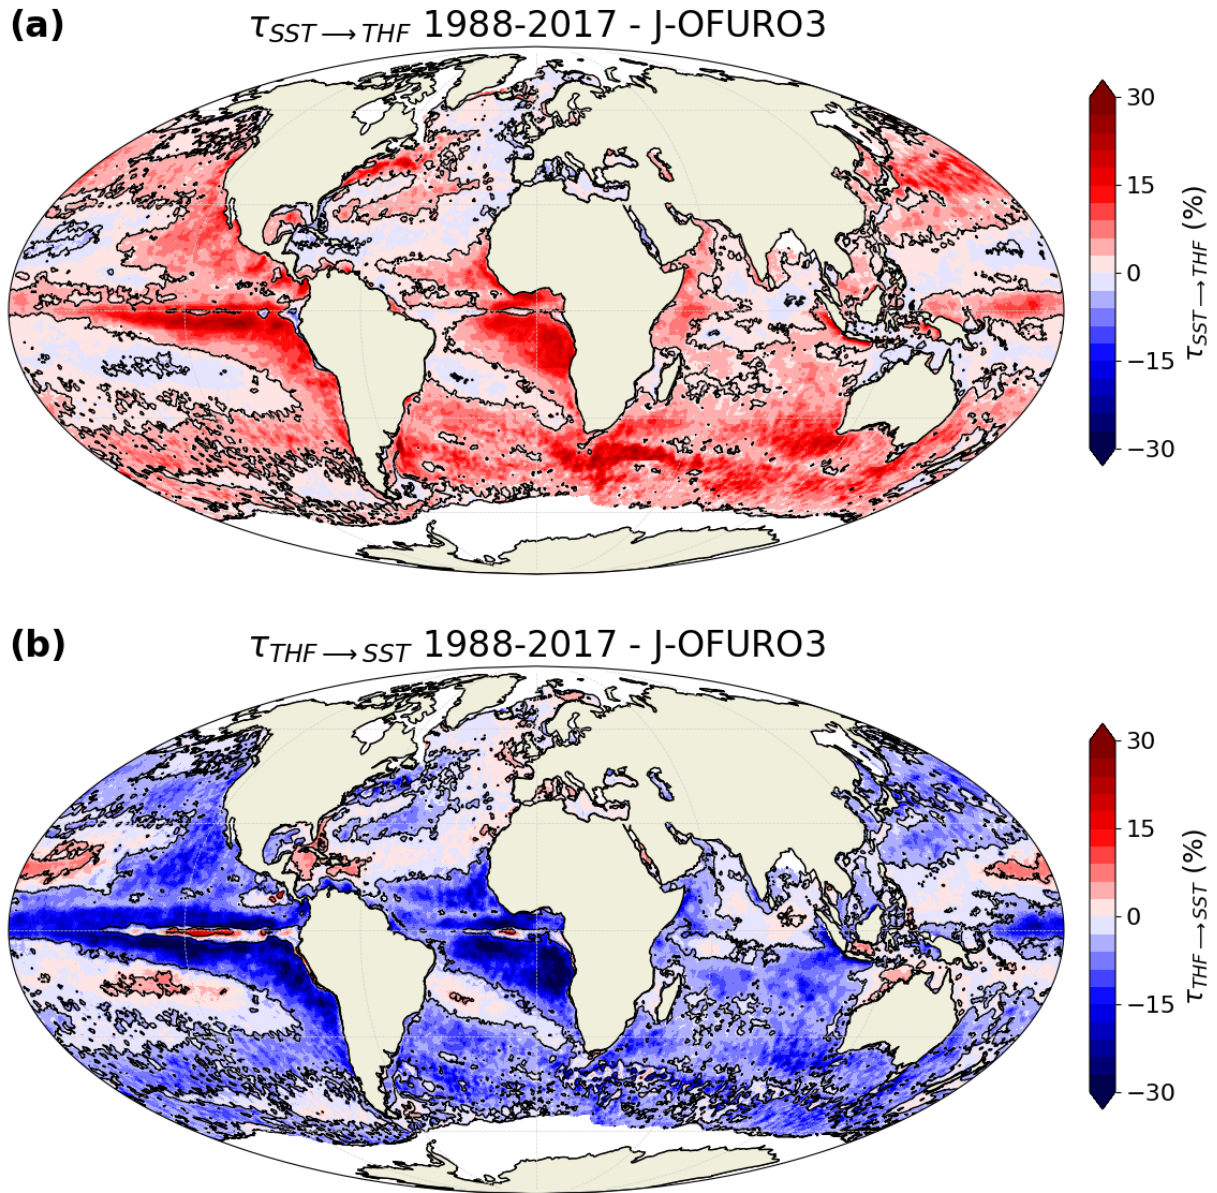 (a) τSST⟶THF 1988-2017 - J-OFURO3
30
15
0
−15
−30
τSST⟶THF (%)
(b) τTHF⟶SST 1988-2017 - J-OFURO3
30
15
0
−15
−30
τTHF⟶SST (%)